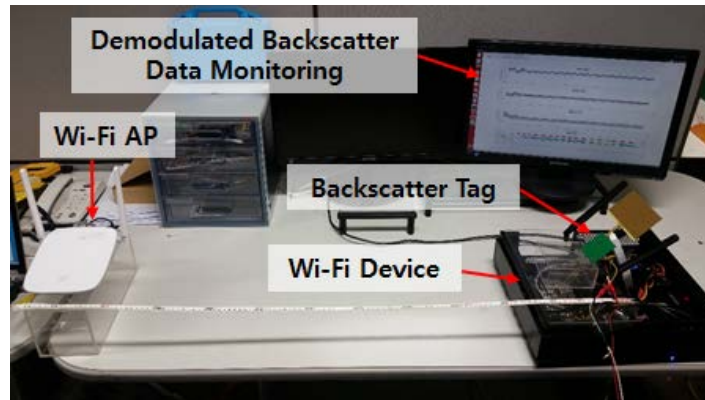 Demodulated Backscatter
Data Monitoring
Wi-Fi AP
Backscatter Tag
Wi-Fi Device